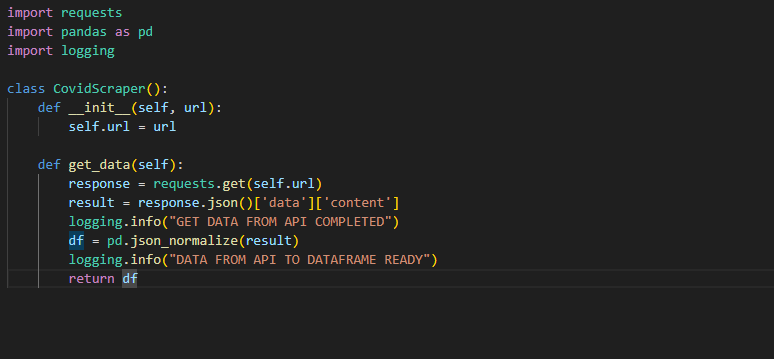 import requests
import pandas as pd
import logging
class CovidScraper():
def __init__(self, url):
self.url = url
def get_data(self):
response = requests.get(self.url)
result = response.json()['data']['content']
logging.info("GET DATA FROM API COMPLETED")
df = pd.json_normalize(result)
logging.info("DATA FROM API TO DATAFRAME READY")
return df